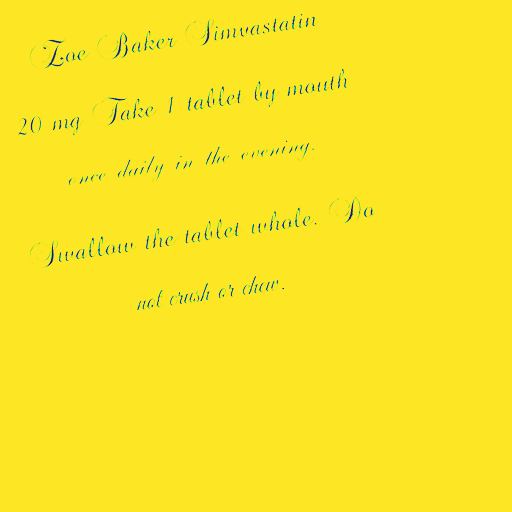 Zoe Baker Simvastatin
20 mg Take 1 tablet by mouth
once daily in the evening.
Swallow the tablet whole. Do
not crush or chew.